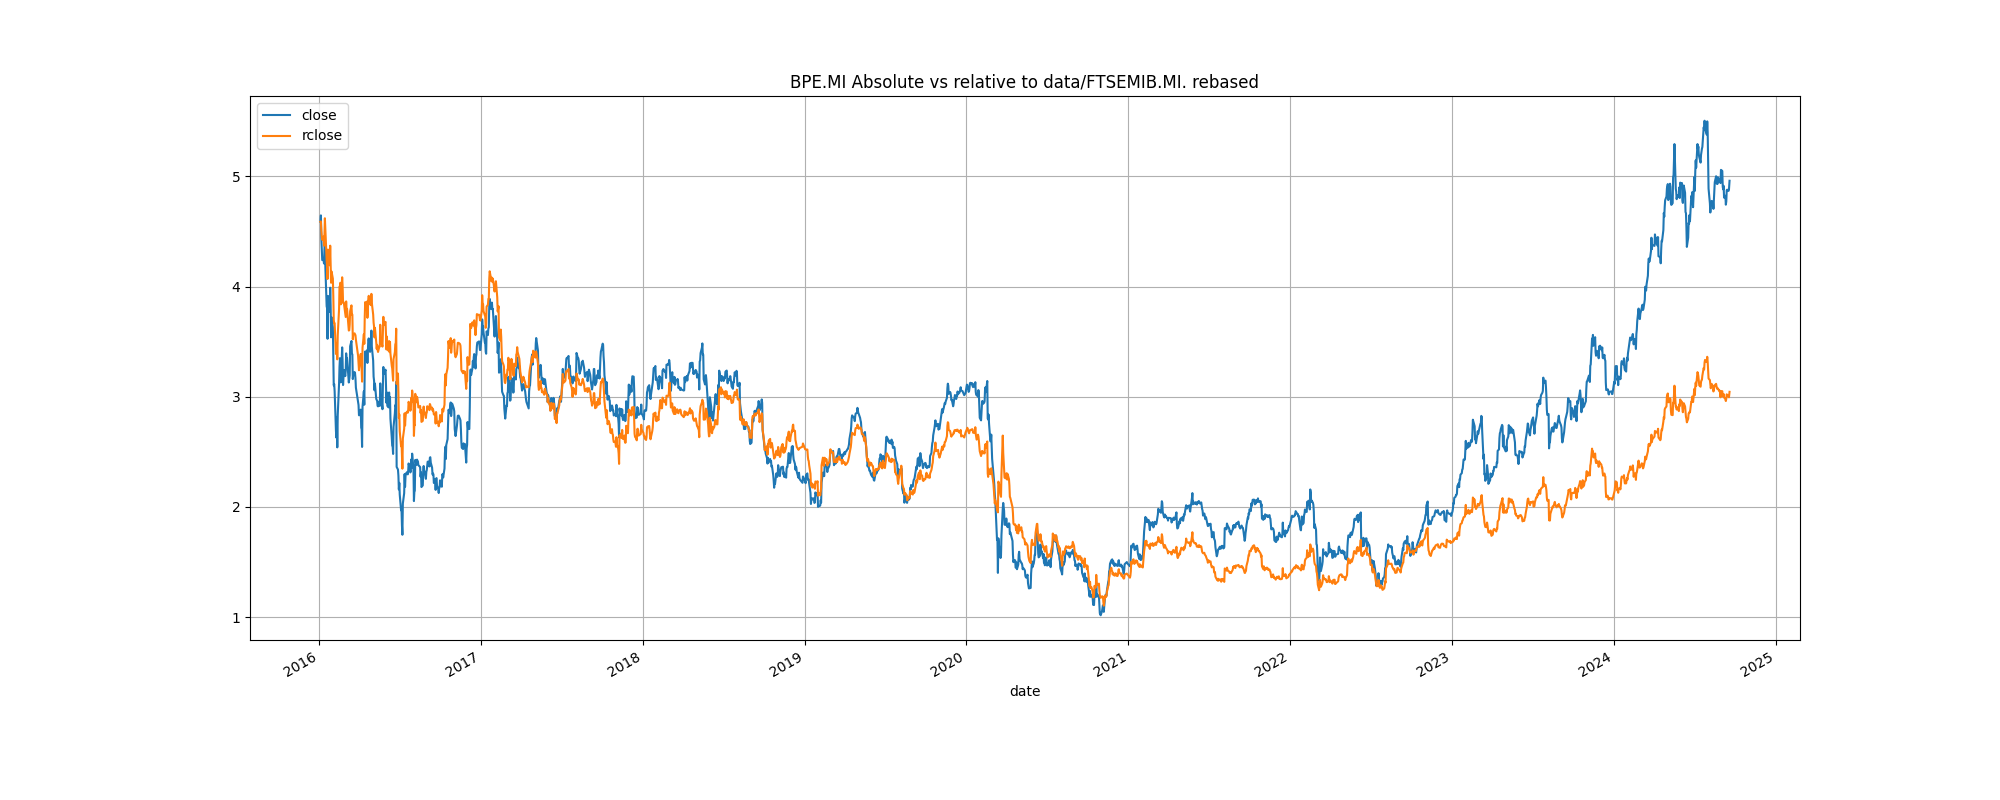 BPE.MI Absolute vs relative to data/FTSEMIB.MI. rebased
close
rclose
5
4
3
2
1
2016 2017 2018 2019 2020 2021 2022 2023 2024 2025
date